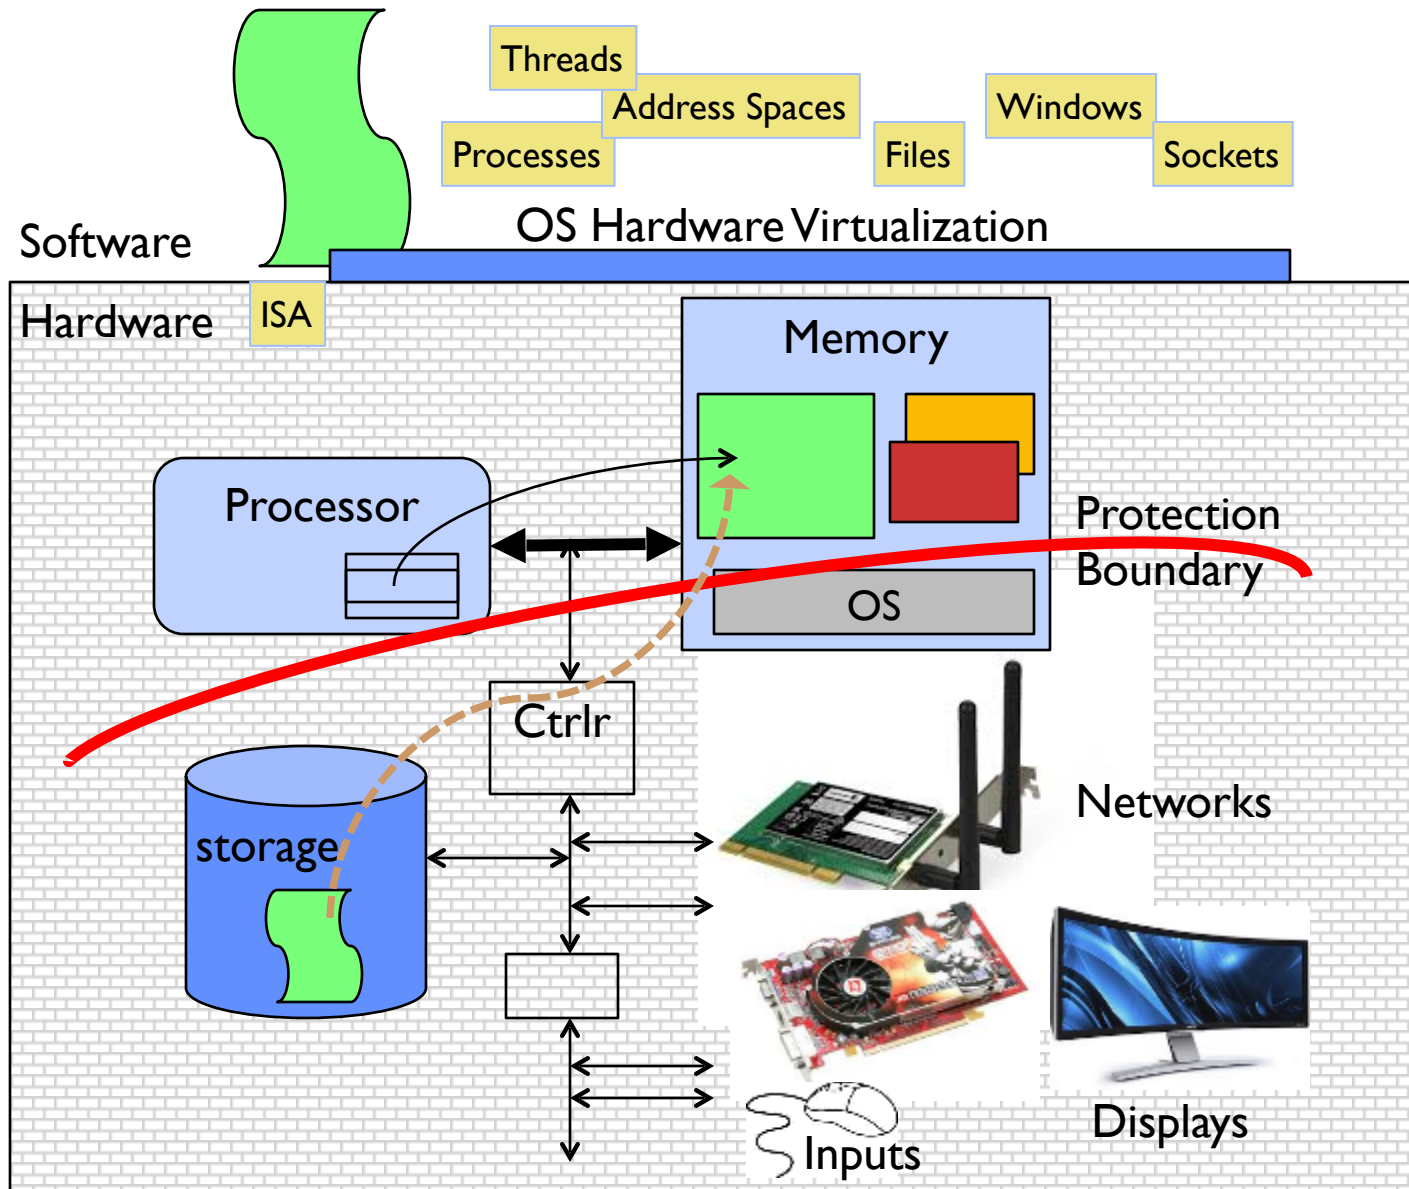 Threads
Address Spaces
Windows
Processes
Files
Sockets
OS Hardware Virtualization
Software
Hardware
ISA
Memory
Processor
Protection
Boundary
OS
Ctrlr
Networks
storage
Displays
Inputs